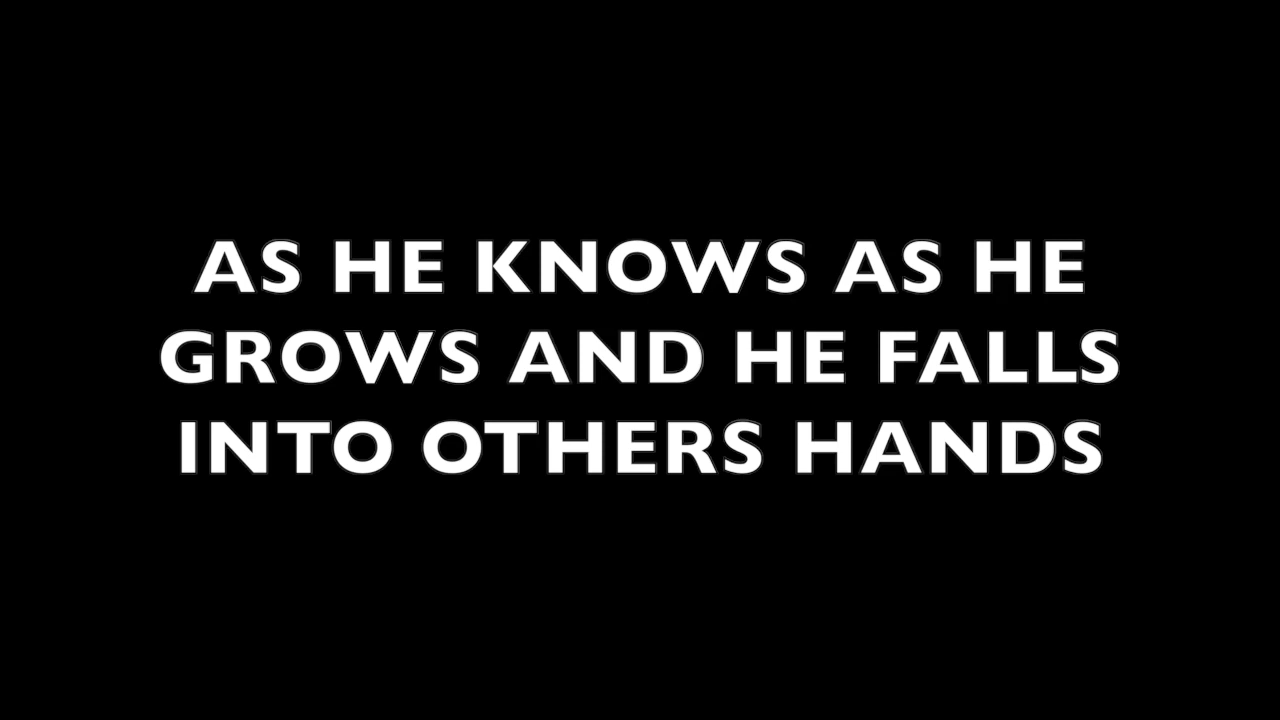 AS HE KNOWS AS HE
GROWS AND HE FALLS
INTO OTHERS HANDS